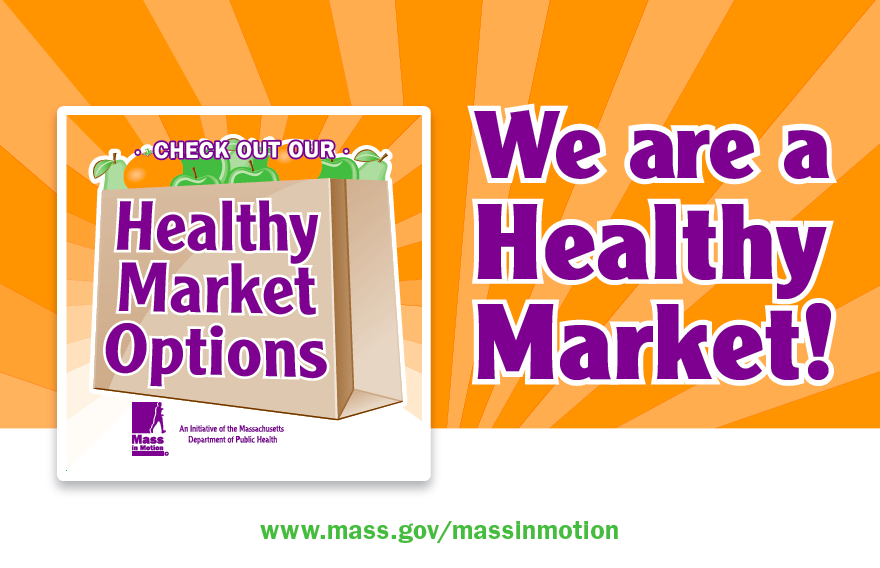 · CHECK OUT OUR ·
Healthy
Market
Options
Mass
in Motion
An Initiative of the Massachusetts
Department of Public Health
We are a
Healthy
Market!
www.mass.gov/massinmotion